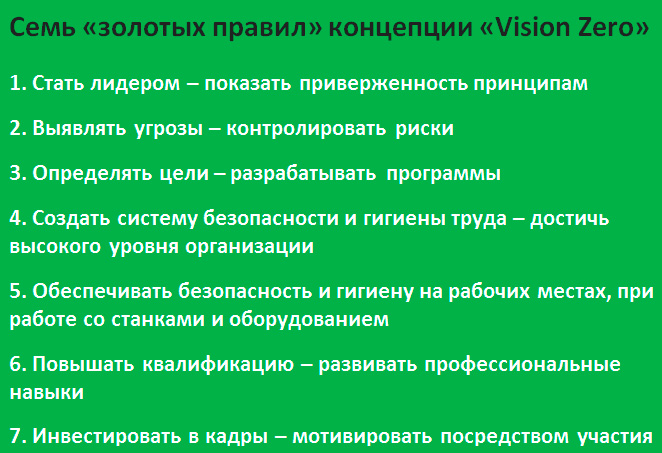 Семь «золотых правил» концепции «Vision Zero»
1. Стать лидером – показать приверженность принципам
2. Выявлять угрозы – контролировать риски
3. Определять цели – разрабатывать программы
4. Создать систему безопасности и гигиены труда – достичь
высокого уровня организации
5. Обеспечивать безопасность и гигиену на рабочих местах, при
работе со станками и оборудованием
6. Повышать квалификацию – развивать профессиональные
навыки
7. Инвестировать в кадры – мотивировать посредством участия